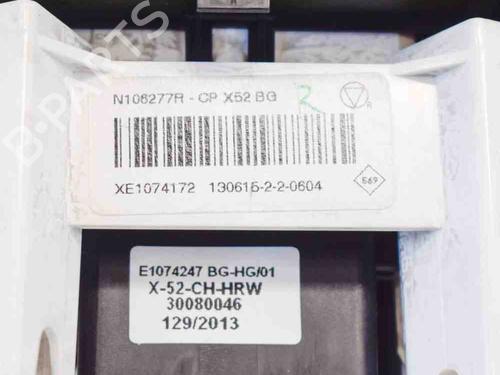 N106277R - CP X52 BG
R
R
XE1074172 130615-2-2-0604
E69
E1074247 BG-HG/01
X-52-CH-HRW
30080046
129/2013
B-PARTS